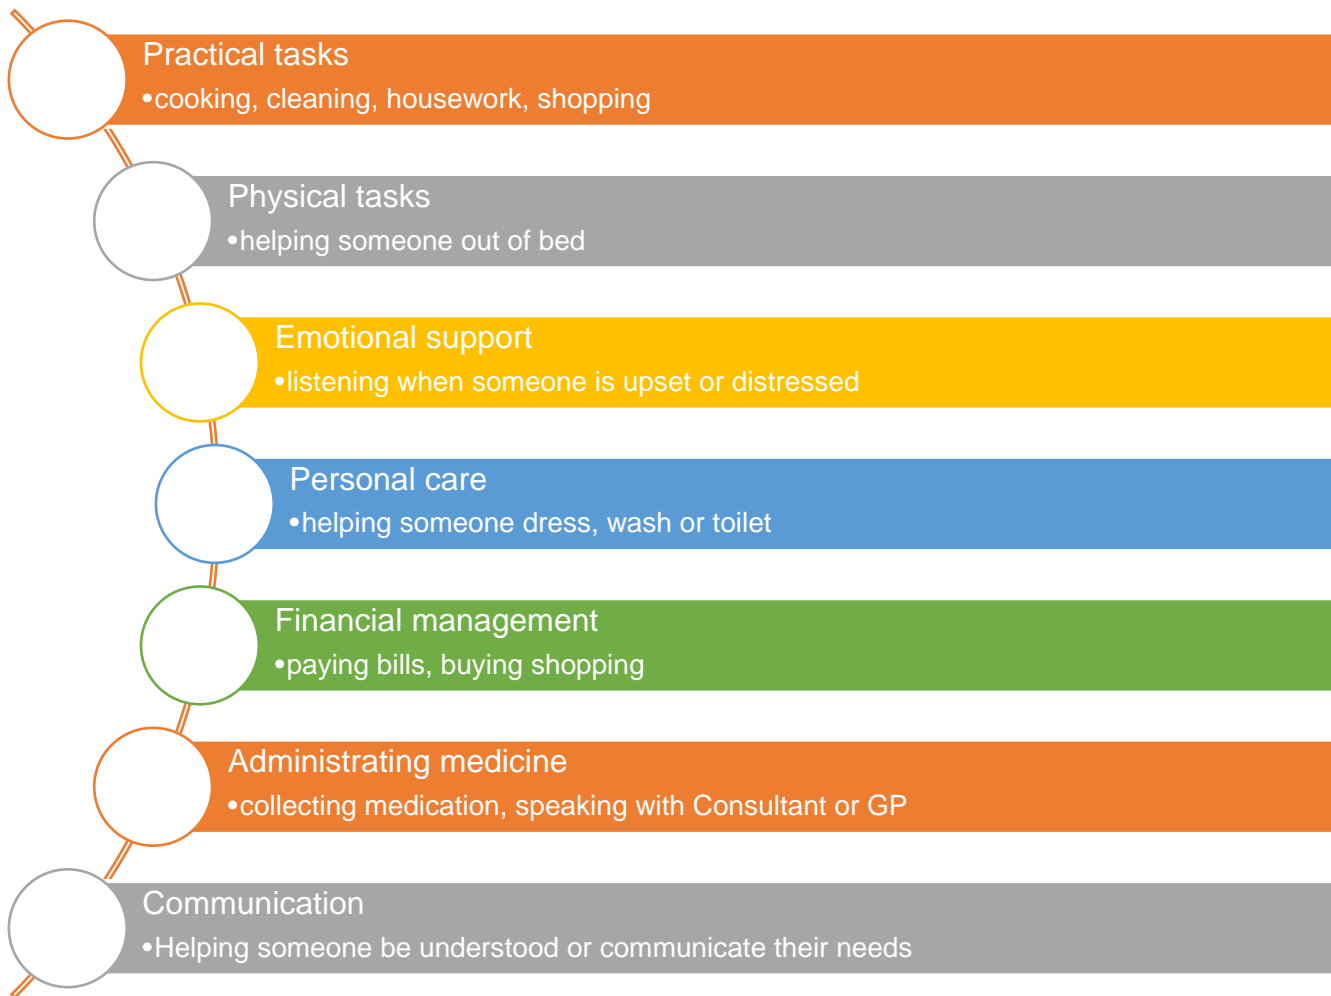 Practical tasks
•cooking, cleaning, housework, shopping
Physical tasks
•helping someone out of bed
Emotional support
•listening when someone is upset or distressed
Personal care
•helping someone dress, wash or toilet
Financial management
•paying bills, buying shopping
Administrating medicine
•collecting medication, speaking with Consultant or GP
Communication
•Helping someone be understood or communicate their needs